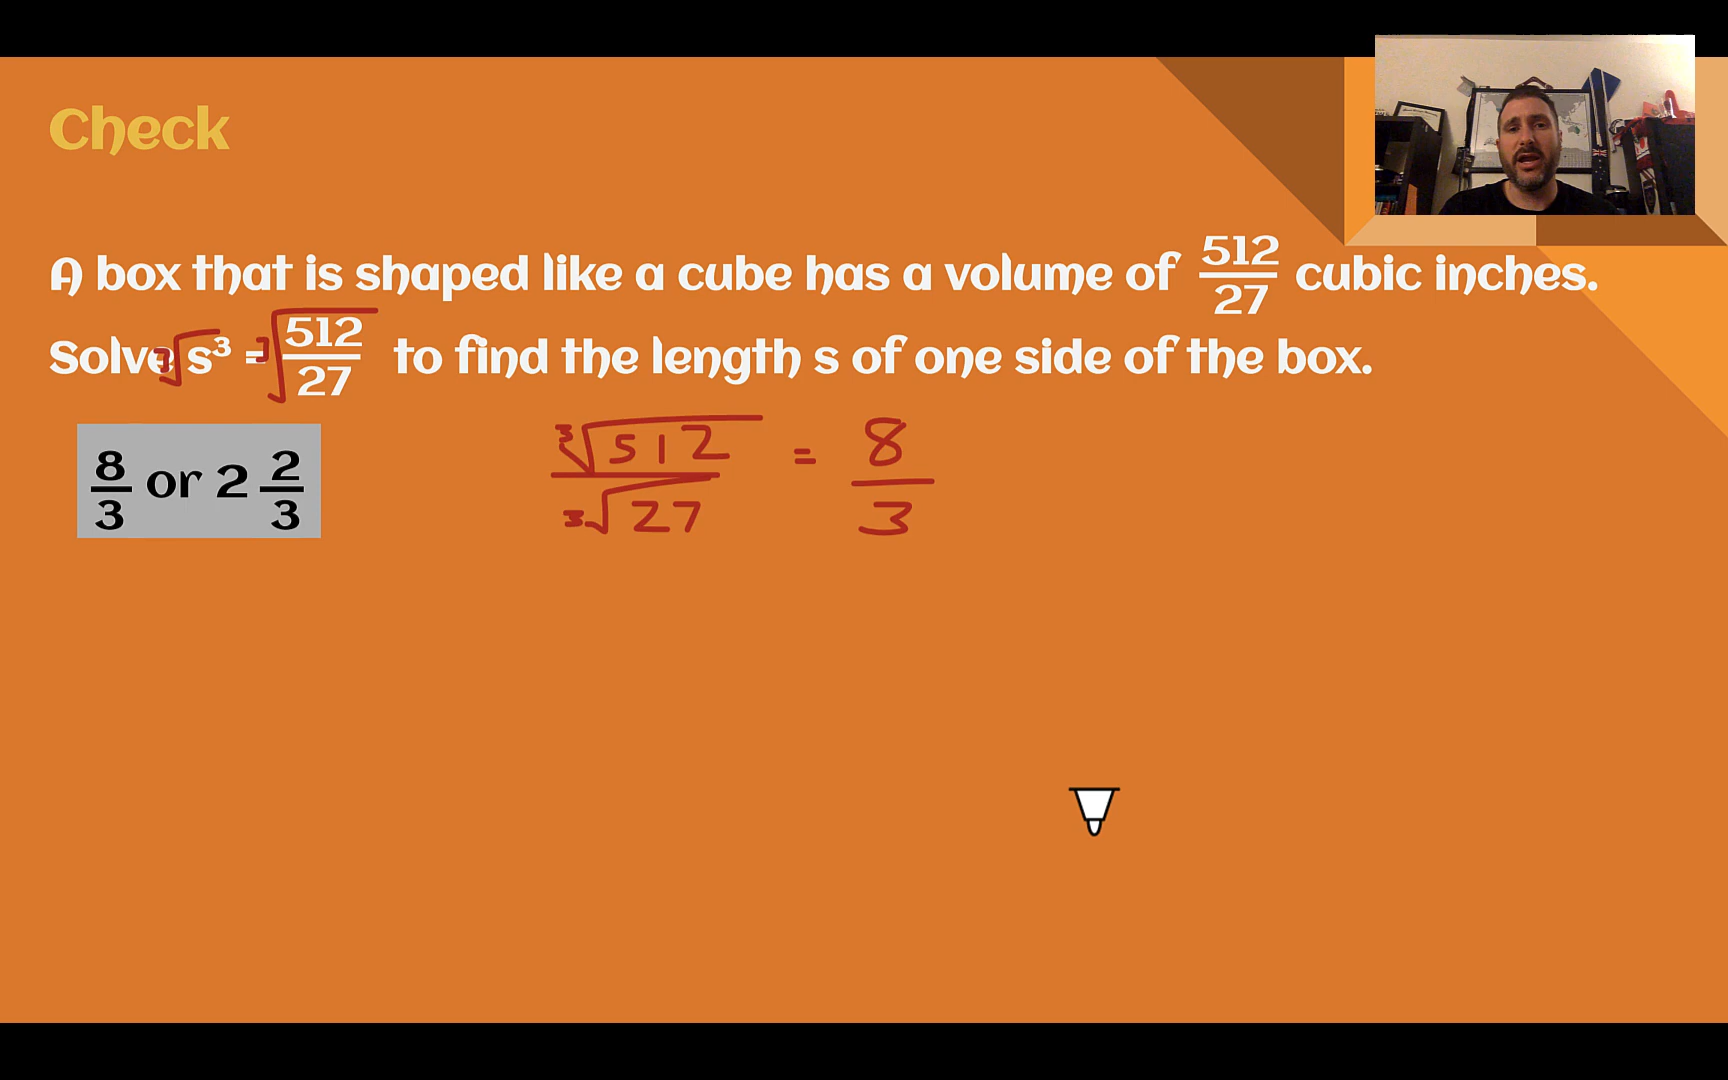 Check
A box that is shaped like a cube has a volume of 512/27 cubic inches.
Solve ∛s³ = ∛512/27 to find the length s of one side of the box.
8/3 or 2 2/3
∛512/∛27 = 8/3